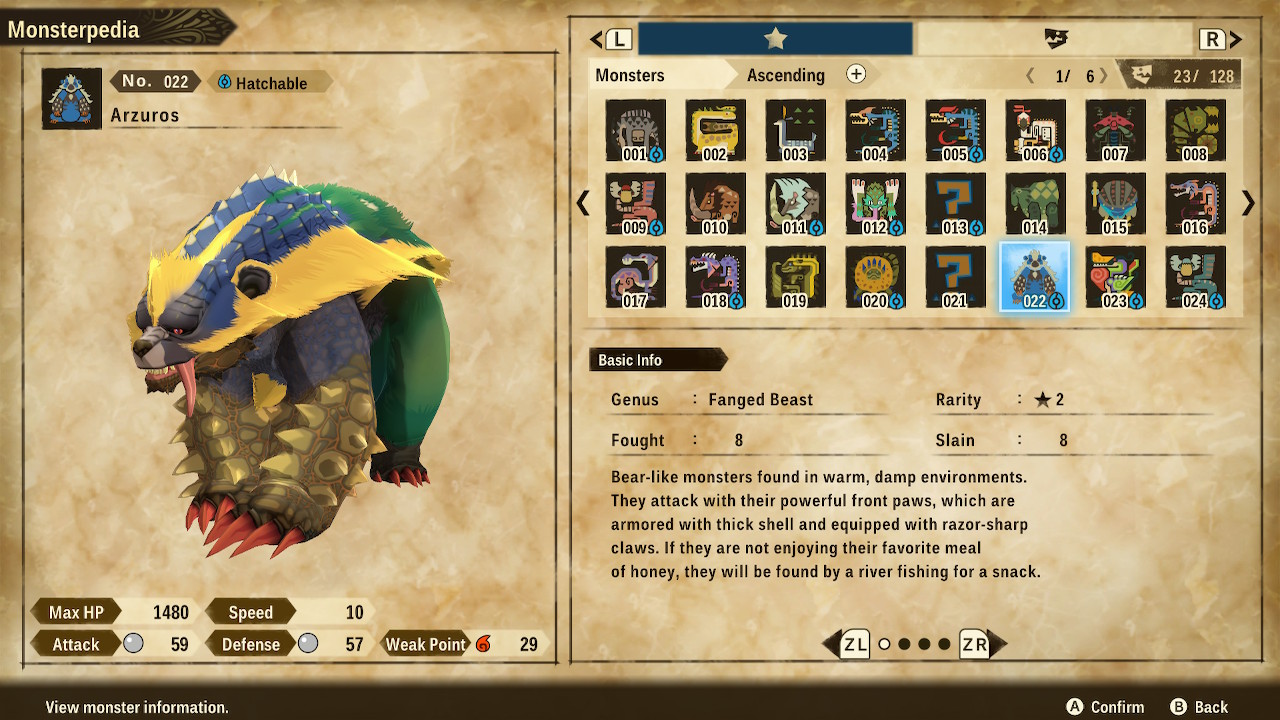 Monsterpedia
No. 022 Hatchable
Arzuros
Max HP 1480 Speed 10
Attack 59 Defense 57 Weak Point 29
L R
Monsters Ascending 1/ 6 23/ 128
001 002 003 004 005 006 007 008
009 010 011 012 013 014 015 016
017 018 019 020 021 022 023 024
Basic Info
Genus : Fanged Beast Rarity : ★ 2
Fought : 8 Slain : 8
Bear-like monsters found in warm, damp environments.
They attack with their powerful front paws, which are
armored with thick shell and equipped with razor-sharp
claws. If they are not enjoying their favorite meal
of honey, they will be found by a river fishing for a snack.
ZL ZR
View monster information. A Confirm B Back